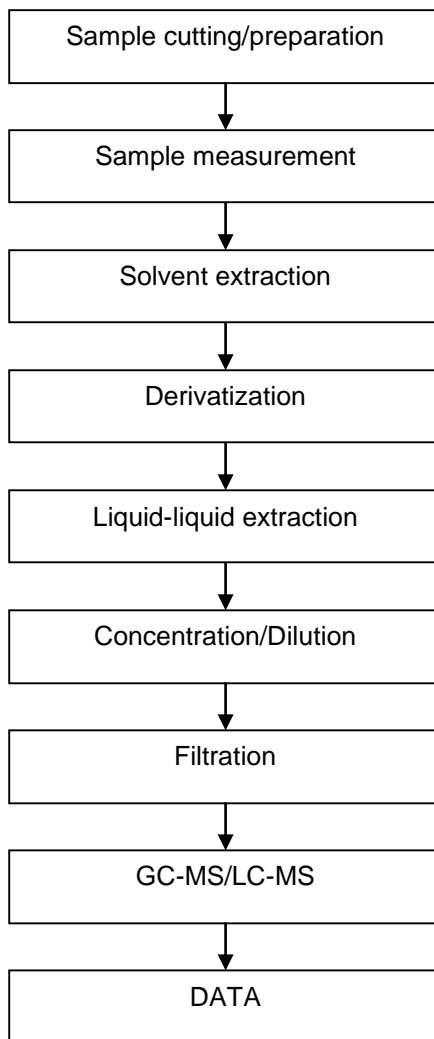 Sample cutting/preparation
Sample measurement
Solvent extraction
Derivatization
Liquid-liquid extraction
Concentration/Dilution
Filtration
GC-MS/LC-MS
DATA